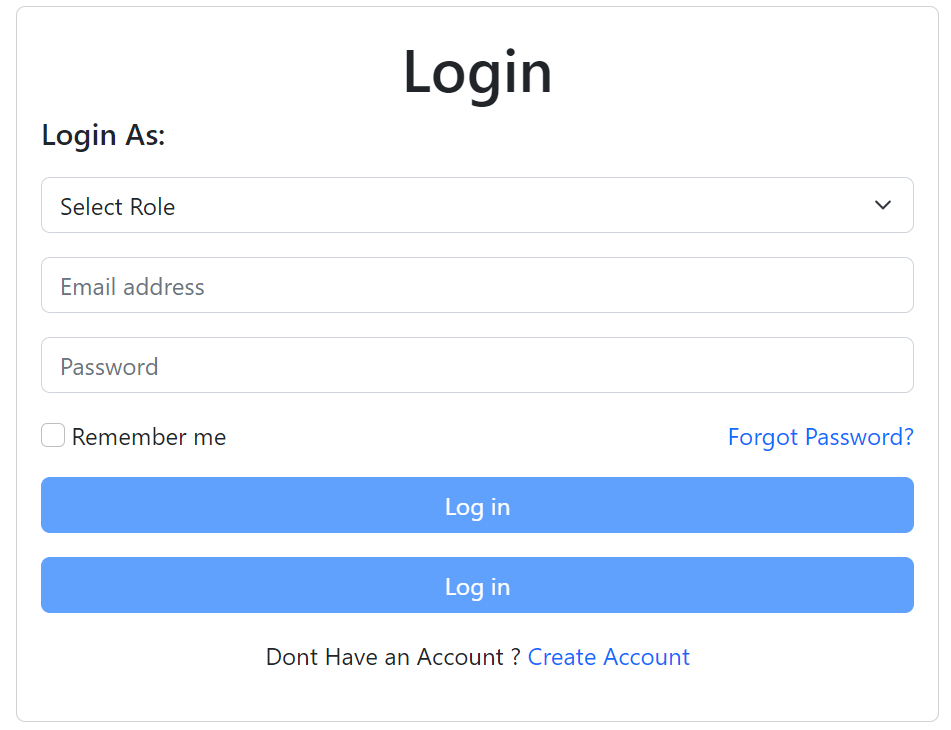 Login
Login As:
Select Role
Email address
Password
Remember me Forgot Password?
Log in
Log in
Dont Have an Account ? Create Account